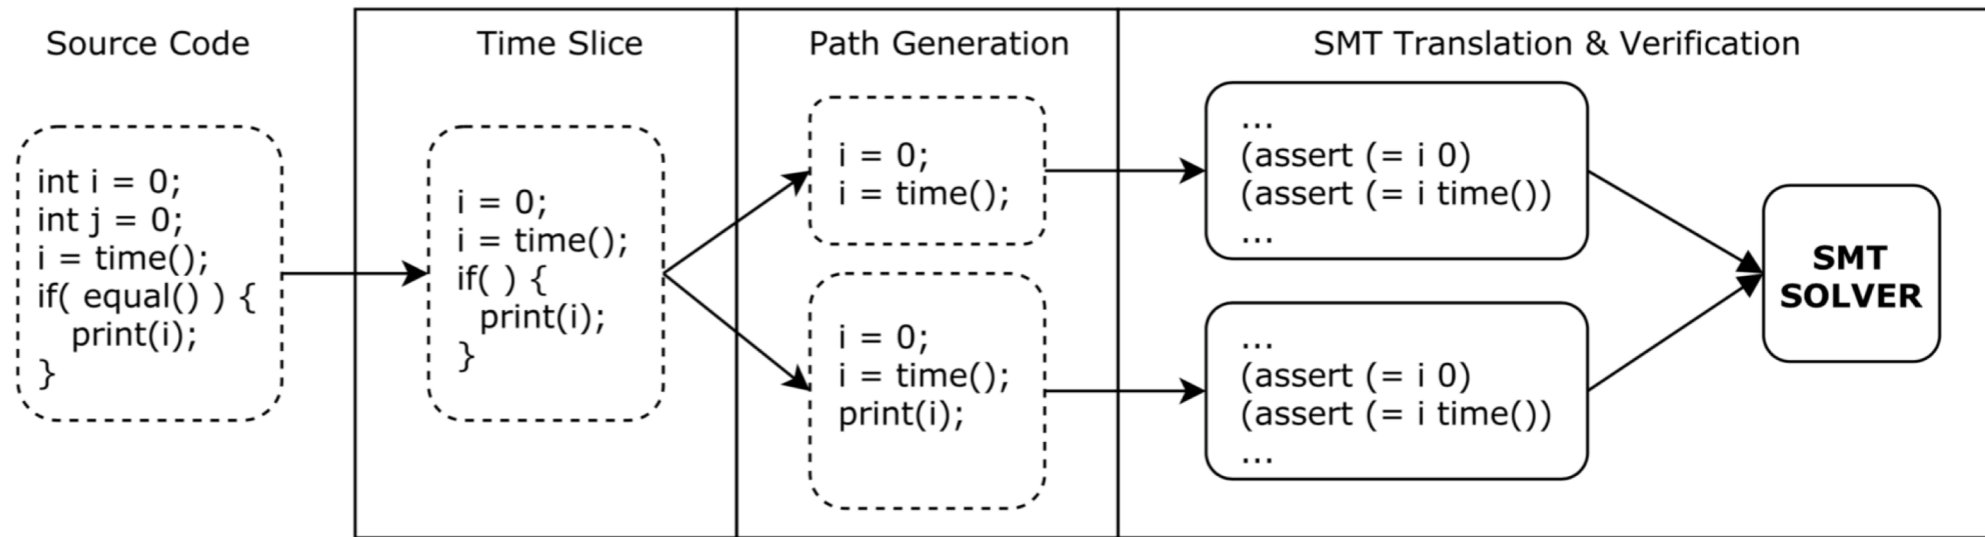 Source Code
int i = 0;
int j = 0;
i = time();
if( equal() ) {
print(i);
}
Time Slice
i = 0;
i = time();
if( ) {
print(i);
}
Path Generation
i = 0;
i = time();
i = 0;
i = time();
print(i);
SMT Translation & Verification
...
(assert (= i 0)
(assert (= i time())
...
...
(assert (= i 0)
(assert (= i time())
...
SMT
SOLVER